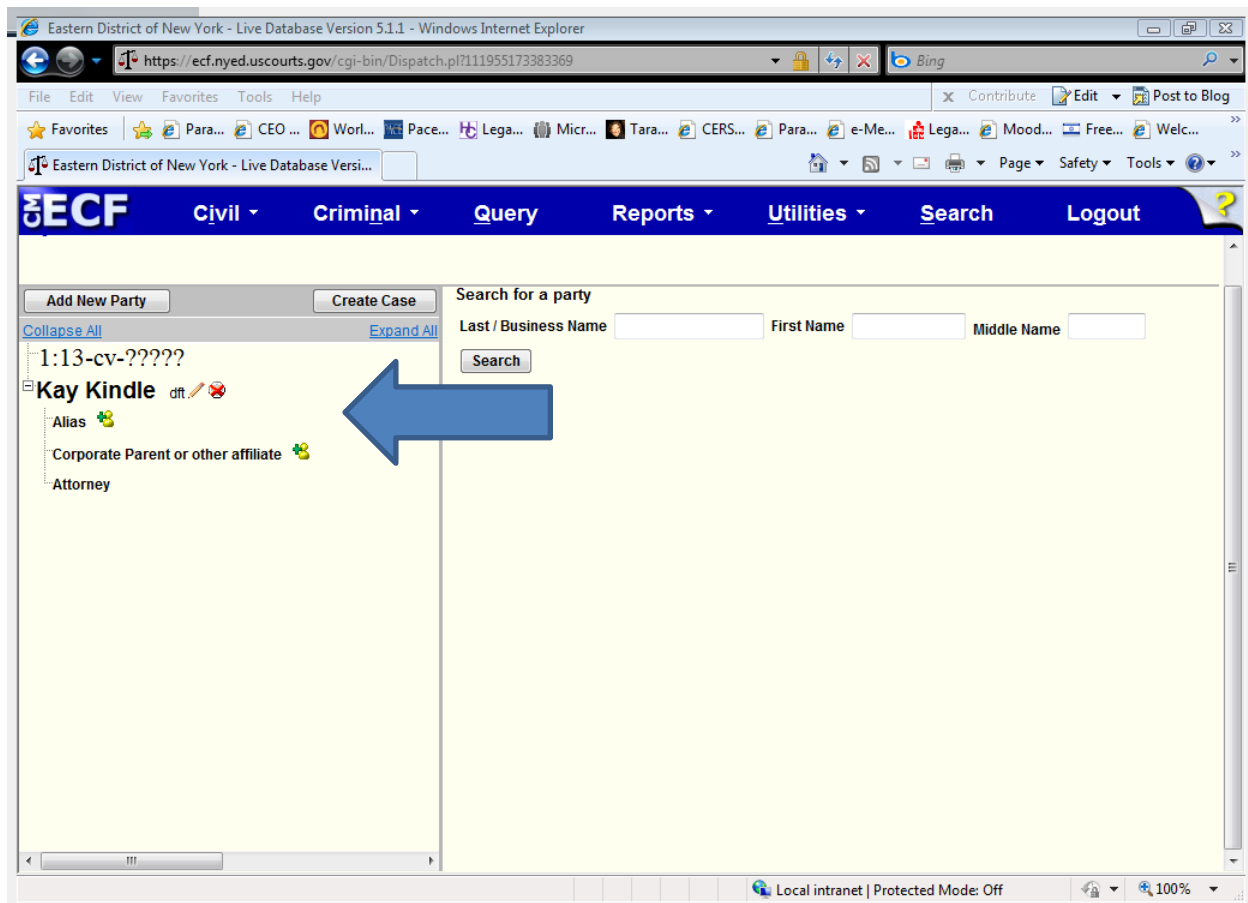 Eastern District of New York - Live Database Version 5.1.1 - Windows Internet Explorer
https://ecf.nyed.uscourts.gov/cgi-bin/Dispatch.pl?111955173383369
Bing
File Edit View Favorites Tools Help
x Contribute Edit Post to Blog
Favorites Para... CEO ... Worl... Pace... Lega... Micr... Tara... CERS... Para... e-Me... Lega... Mood... Free... Welc... »
Eastern District of New York - Live Database Versi... Page Safety Tools »
CM ECF Civil Criminal Query Reports Utilities Search Logout ?
Add New Party Create Case
Search for a party
Collapse All Expand All
Last / Business Name First Name Middle Name
1:13-cv-?????
Search
Kay Kindle dft
Alias
Corporate Parent or other affiliate
Attorney
Local intranet | Protected Mode: Off 100%